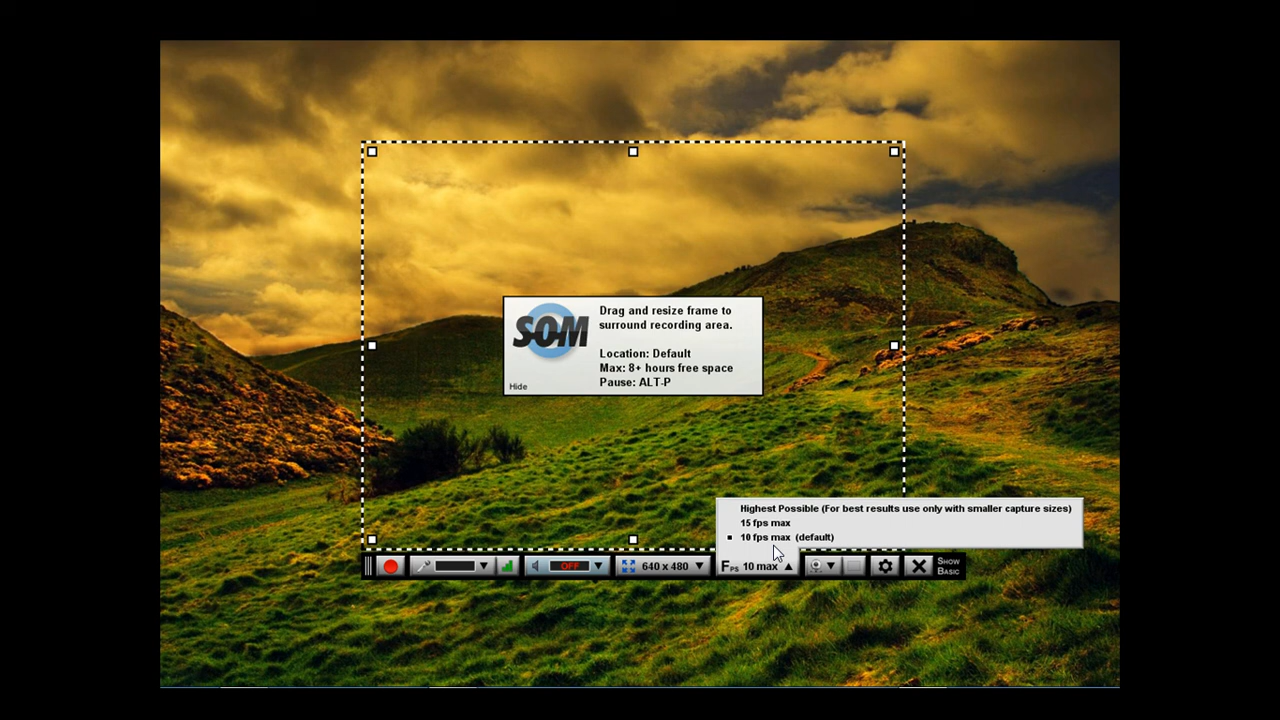 SOM
Drag and resize frame to
surround recording area.
Location: Default
Max: 8+ hours free space
Pause: ALT-P
Hide
Highest Possible (For best results use only with smaller capture sizes)
15 fps max
10 fps max (default)
OFF
640 x 480
FPS 10 max
SHOW
BASIC